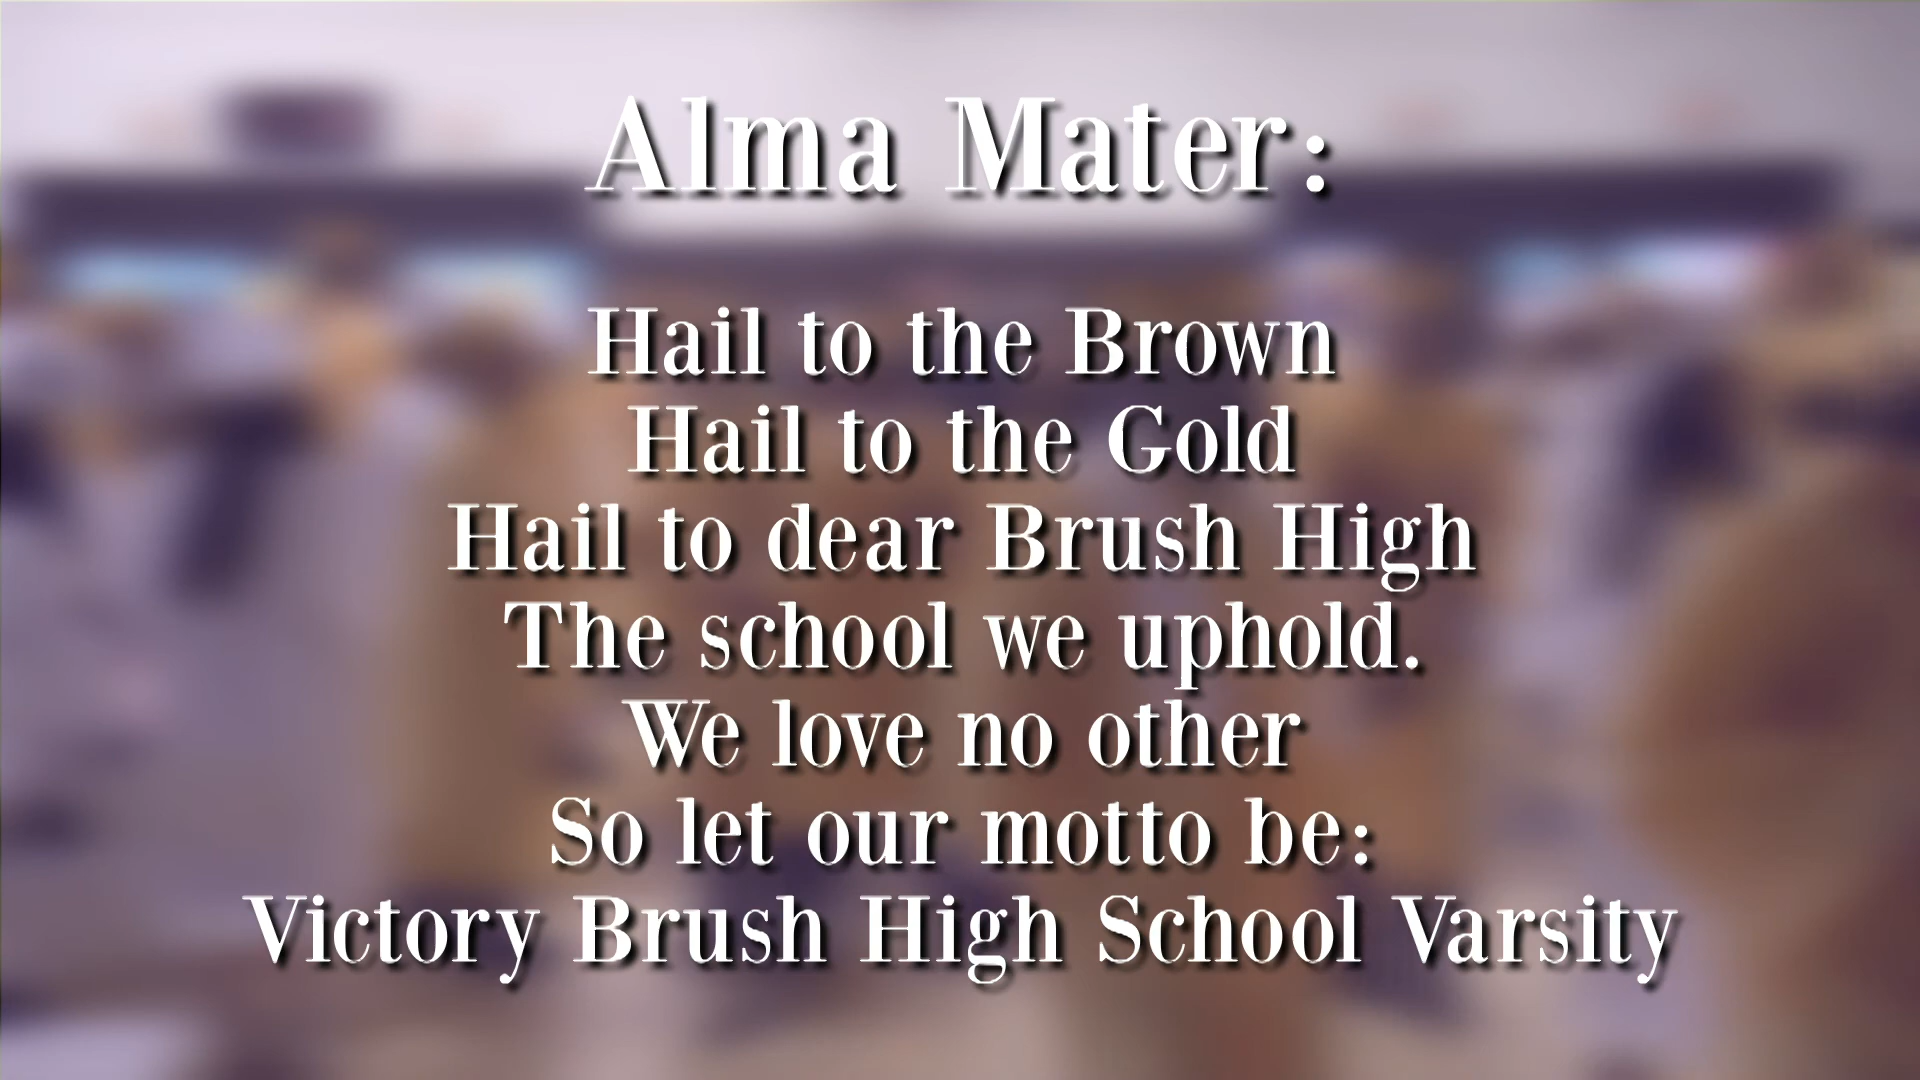 Alma Mater:
Hail to the Brown
Hail to the Gold
Hail to dear Brush High
The school we uphold.
We love no other
So let our motto be:
Victory Brush High School Varsity